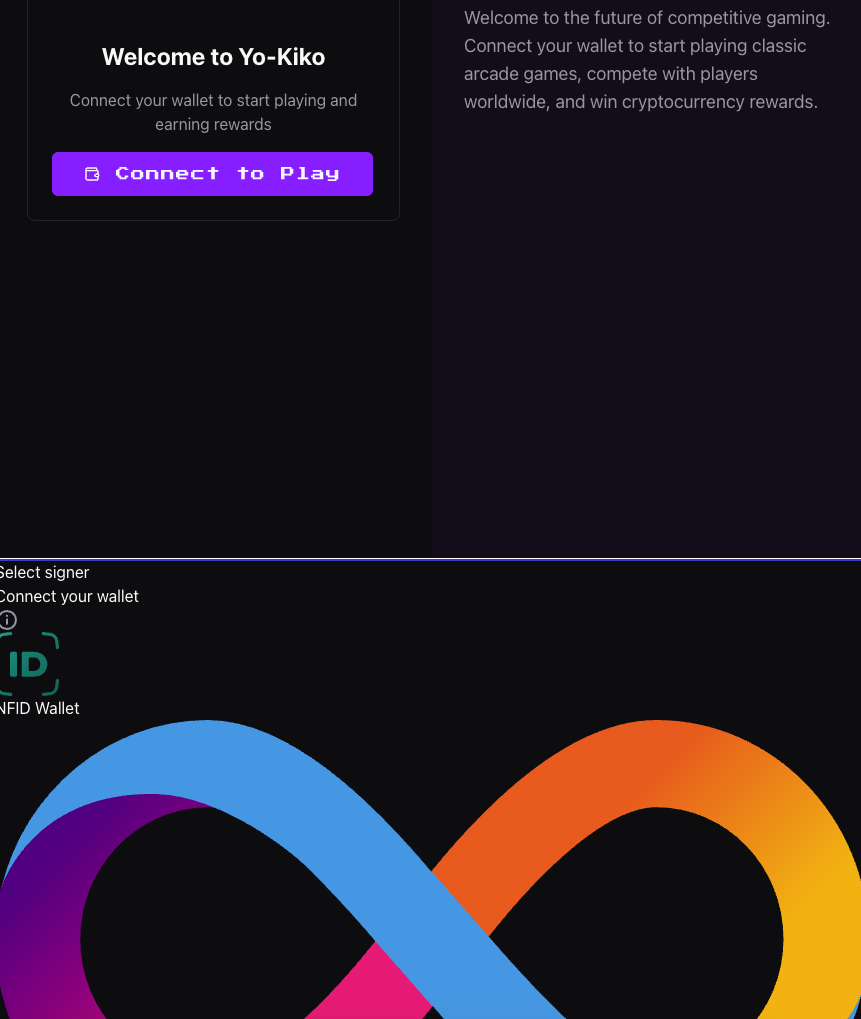 Welcome to Yo-Kiko
Connect your wallet to start playing and
earning rewards
Connect to Play
Welcome to the future of competitive gaming.
Connect your wallet to start playing classic
arcade games, compete with players
worldwide, and win cryptocurrency rewards.
Select signer
Connect your wallet
ID
NFID Wallet